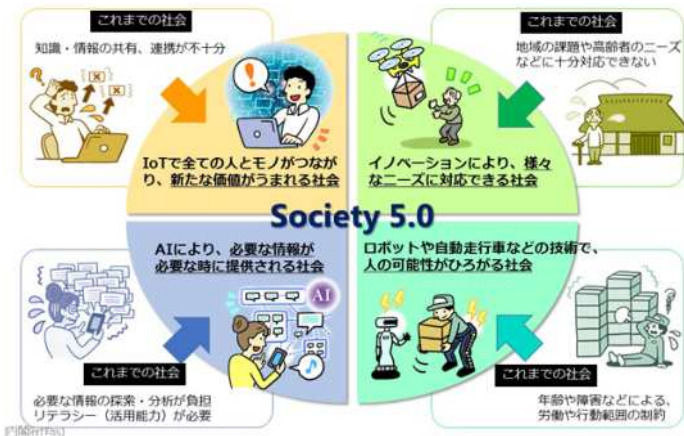 これまでの社会
知識・情報の共有、連携が不十分
IoTで全ての人とモノがつなが
り、新たな価値がうまれる社会
これまでの社会
地域の課題や高齢者のニーズ
などに十分対応できない
イノベーションにより、様々
なニーズに対応できる社会
Society 5.0
AIにより、必要な情報が
必要な時に提供される社会
AI
これまでの社会
必要な情報の探索・分析が負担
リテラシー（活用能力）が必要
ロボットや自動走行車などの技術で、
人の可能性がひろがる社会
これまでの社会
年齢や障害などによる、
労働や行動範囲の制約
[内閣府作成]